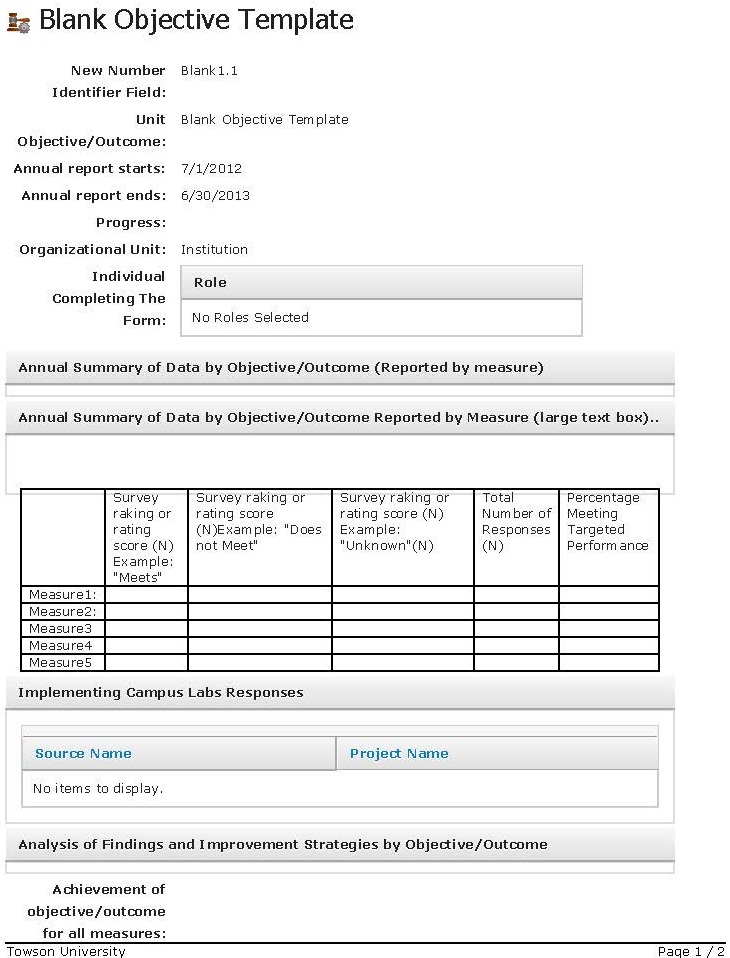 Blank Objective Template
New Number Blank1.1
Identifier Field:
Unit Blank Objective Template
Objective/Outcome:
Annual report starts: 7/1/2012
Annual report ends: 6/30/2013
Progress:
Organizational Unit: Institution
Individual
Completing The
Form:
Role
No Roles Selected
Annual Summary of Data by Objective/Outcome (Reported by measure)
Annual Summary of Data by Objective/Outcome Reported by Measure (large text box)..
Survey
raking or
rating
score (N)
Example:
"Meets"
Survey raking or
rating score
(N)Example: "Does
not Meet"
Survey raking or
rating score (N)
Example:
"Unknown"(N)
Total
Number of
Responses
(N)
Percentage
Meeting
Targeted
Performance
Measure1:
Measure2:
Measure3
Measure4
Measure5
Implementing Campus Labs Responses
Source Name Project Name
No items to display.
Analysis of Findings and Improvement Strategies by Objective/Outcome
Achievement of
objective/outcome
for all measures:
Towson University Page 1 / 2